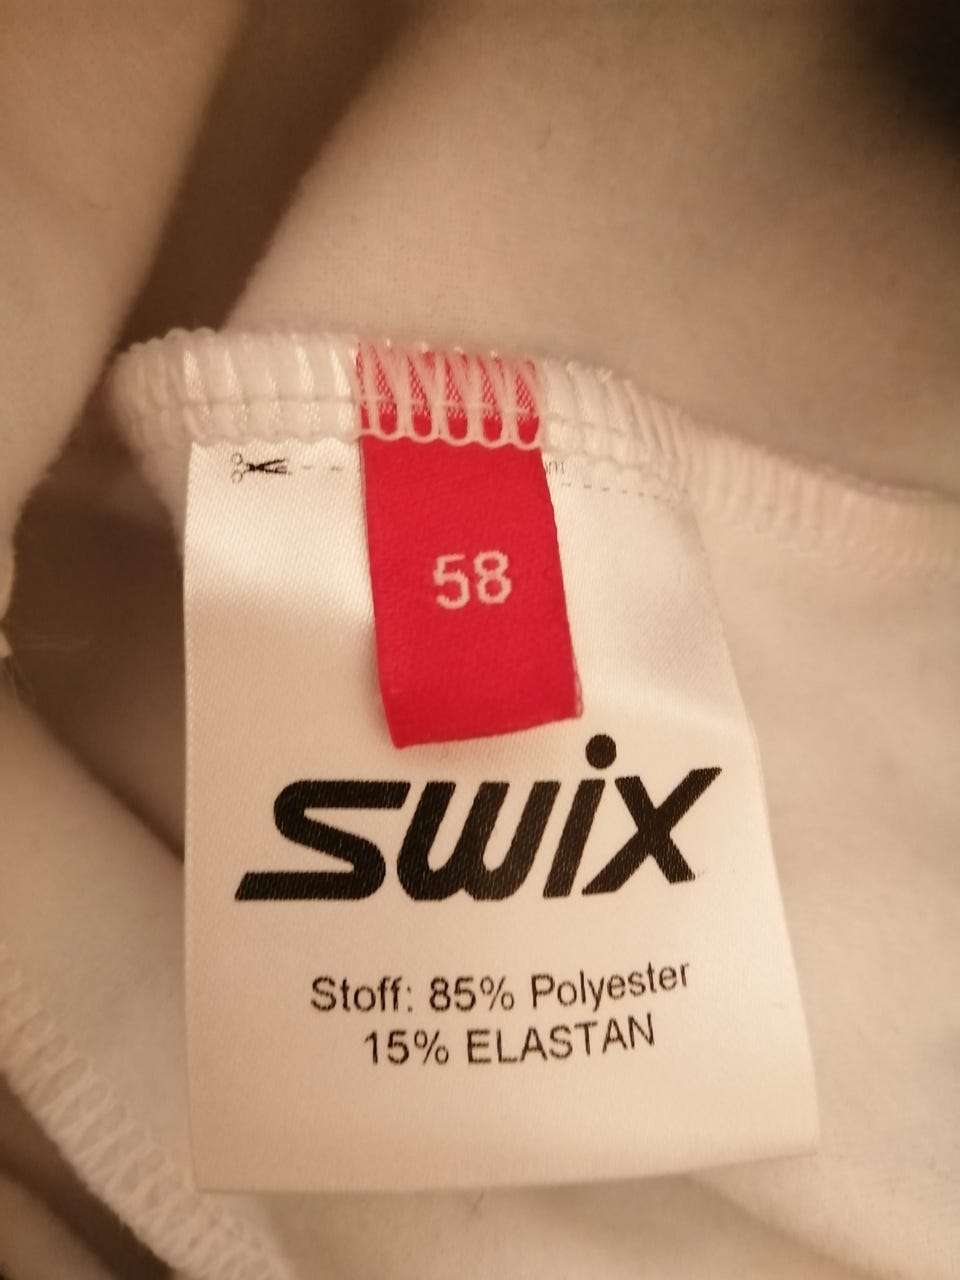 58
swix
Stoff: 85% Polyester
15% ELASTAN